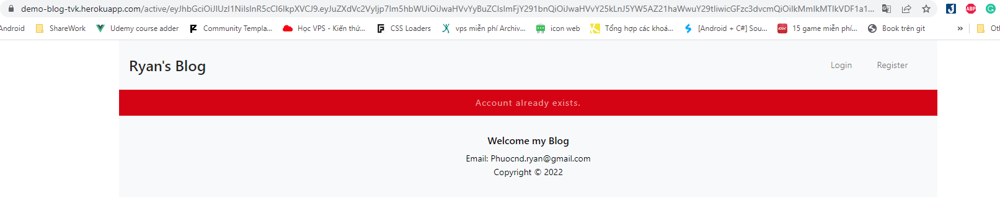 demo-blog-tvk.herokuapp.com/active/eyJhbGciOiJIUzI1NiIsInR5cCI6IkpXVCJ9.eyJuZXdVc2VyIjp7Im5hbWUiOiJwaHVvYyBuZCIsImFjY291bnQiOiJwaHVvY25kLnJ5YW5AZ21haWwuY29tIiwicGFzc3dvcmQiOiIkMmIkMTIkVDF1a1...
Android ShareWork Udemy course adder Community Templa... Học VPS - Kiến thứ... CSS Loaders vps miễn phí Archiv... icon web Tổng hợp các khoá... [Android + C#] Sou... 15 game miễn phí... Book trên git » Oth
Ryan's Blog Login Register
Account already exists.
Welcome my Blog
Email: Phuocnd.ryan@gmail.com
Copyright © 2022